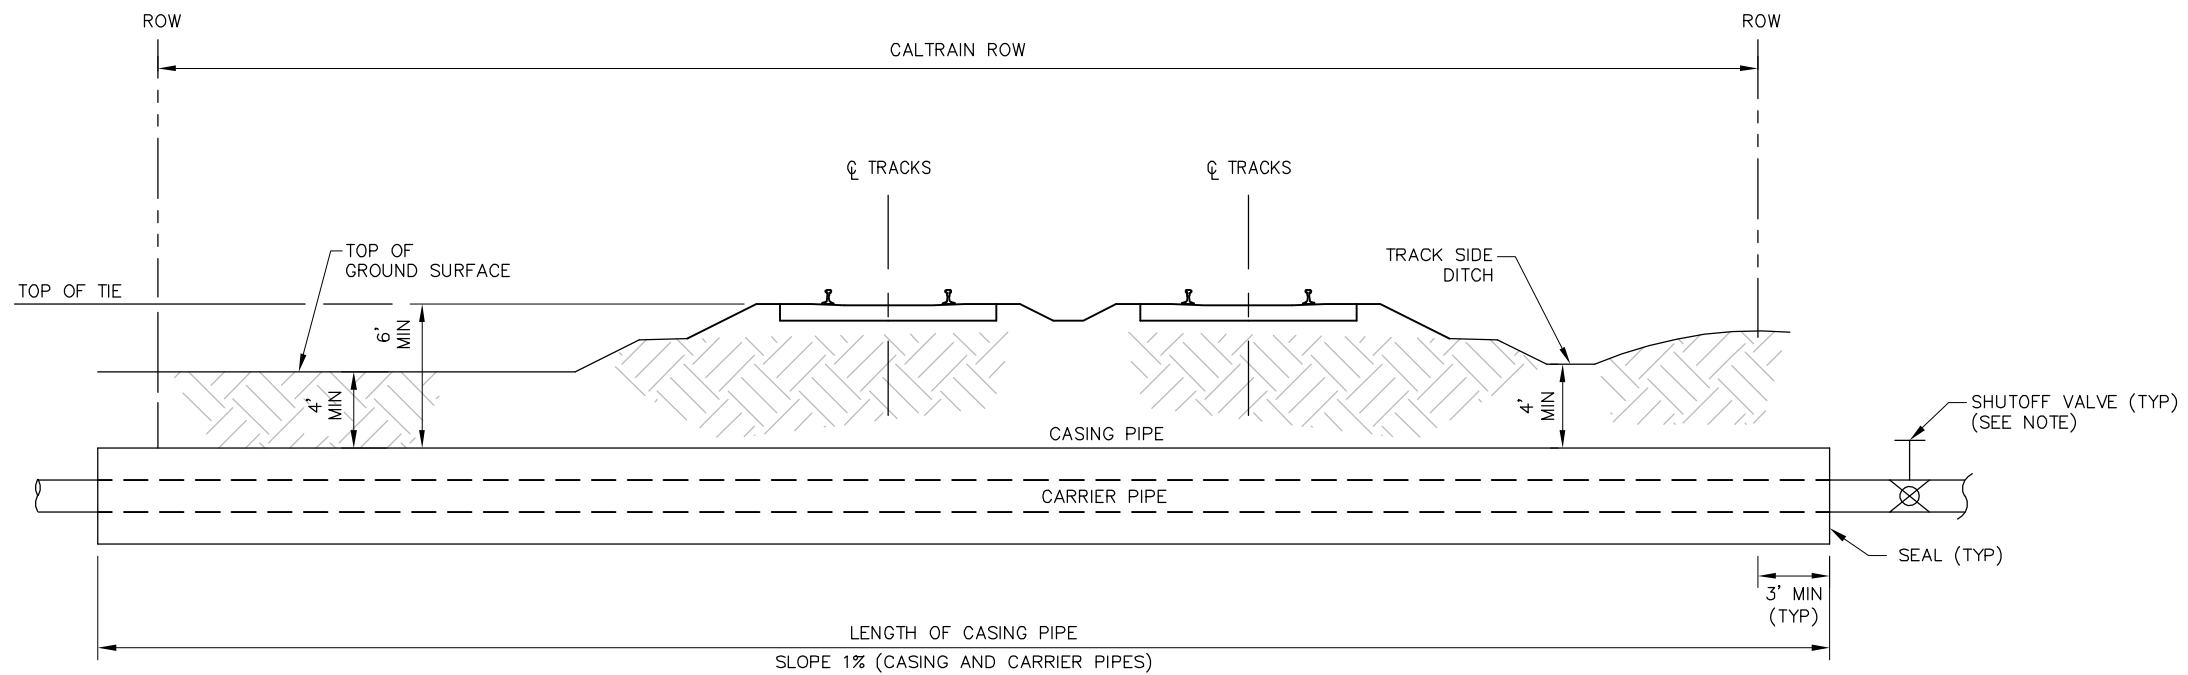 ROW
ROW
CALTRAIN ROW
℄ TRACKS
℄ TRACKS
TOP OF
GROUND SURFACE
TRACK SIDE
DITCH
TOP OF TIE
6'
MIN
4'
MIN
4'
MIN
SHUTOFF VALVE (TYP)
(SEE NOTE)
CASING PIPE
CARRIER PIPE
SEAL (TYP)
3' MIN
(TYP)
LENGTH OF CASING PIPE
SLOPE 1% (CASING AND CARRIER PIPES)